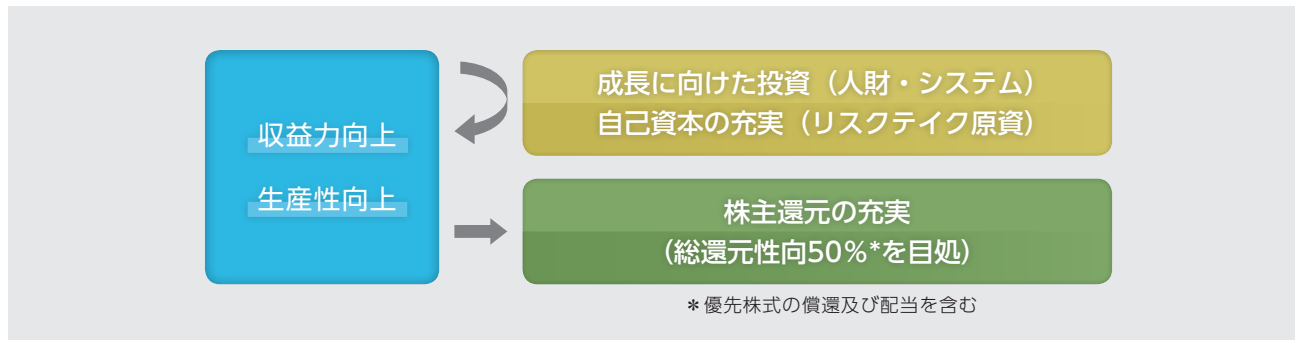 収益力向上
生産性向上
成長に向けた投資（人財・システム）
自己資本の充実（リスクテイク原資）
株主還元の充実
（総還元性向50％*を目処）
＊優先株式の償還及び配当を含む